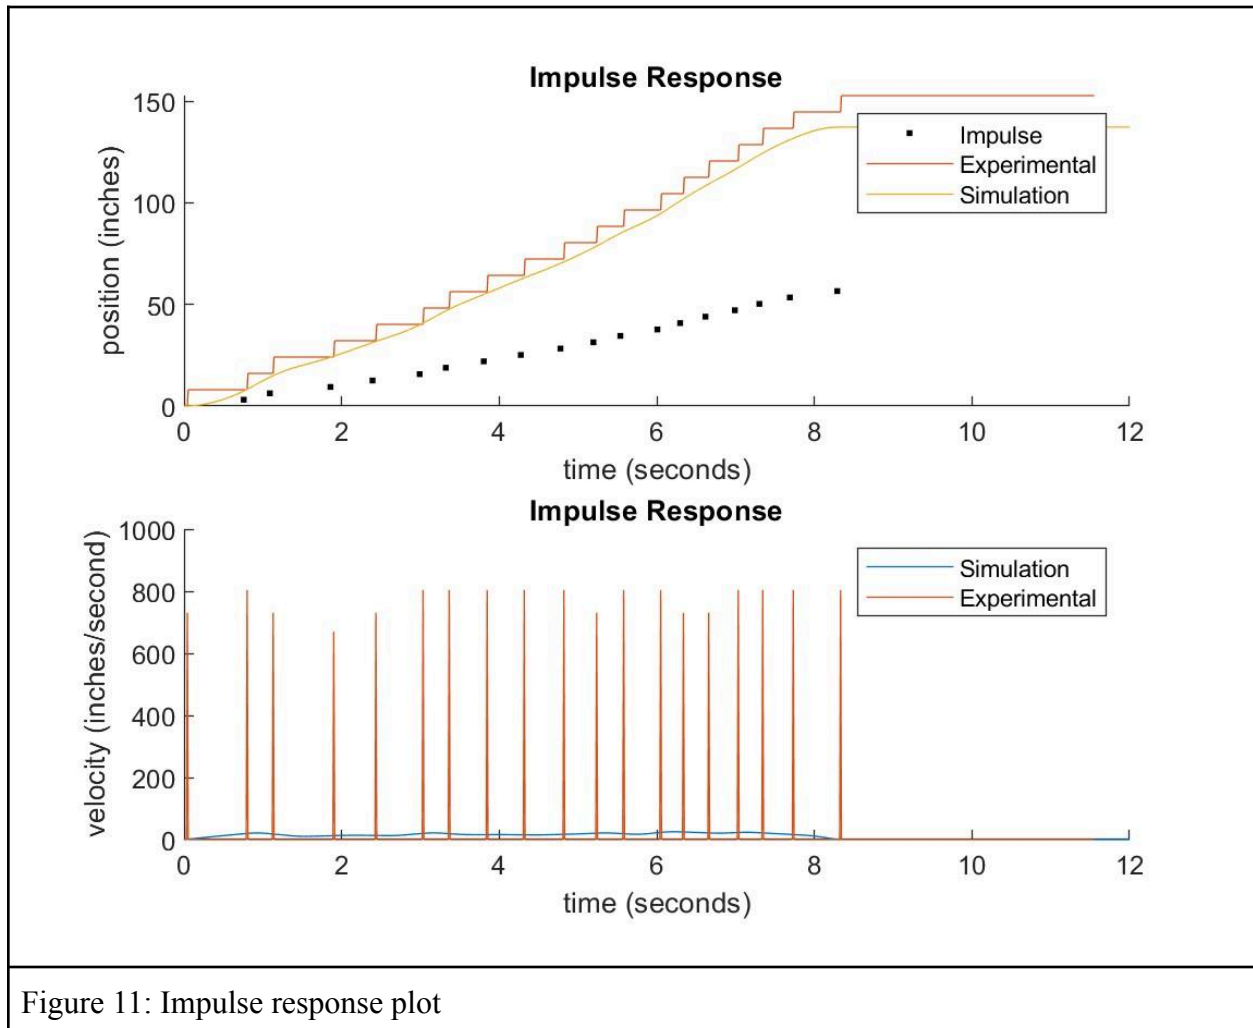 Impulse Response
150
100
50
0
position (inches)
Impulse
Experimental
Simulation
0 2 4 6 8 10 12
time (seconds)
Impulse Response
1000
800
600
400
200
0
velocity (inches/second)
Simulation
Experimental
0 2 4 6 8 10 12
time (seconds)
Figure 11: Impulse response plot